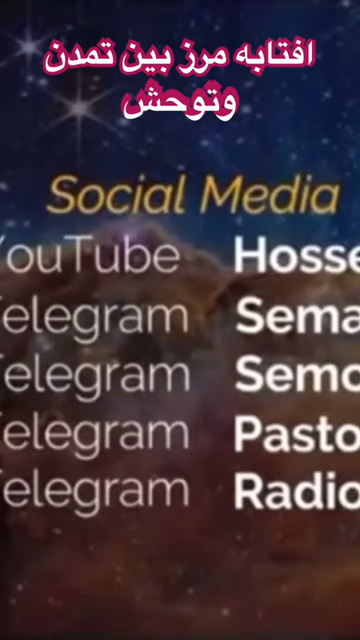 افتابه مرز بین تمدن
وتوحش
Social Media
YouTube Hosse
Telegram Sema
Telegram Semo
Telegram Pasto
Telegram Radio